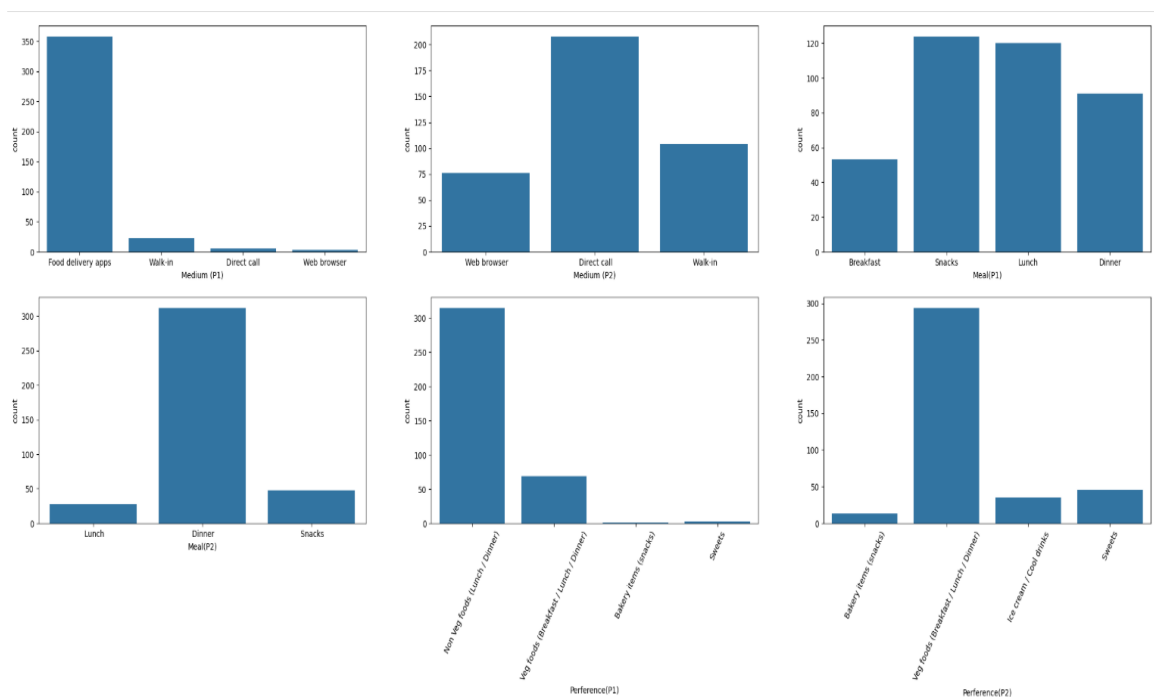 350
300
250
200
150
100
50
0
count
Food delivery apps Walk-in Direct call Web browser
Medium (P1)
200
175
150
125
100
75
50
25
0
count
Web browser Direct call Walk-in
Medium (P2)
120
100
80
60
40
20
0
count
Breakfast Snacks Lunch Dinner
Meal(P1)
300
250
200
150
100
50
0
count
Lunch Dinner Snacks
Meal(P2)
300
250
200
150
100
50
0
count
Non Veg foods (Lunch / Dinner)
Veg foods (Breakfast / Lunch / Dinner)
Bakery items (snacks)
Sweets
Perference(P1)
300
250
200
150
100
50
0
count
Bakery items (snacks)
Veg foods (Breakfast / Lunch / Dinner)
Ice cream / Cool drinks
Sweets
Perference(P2)